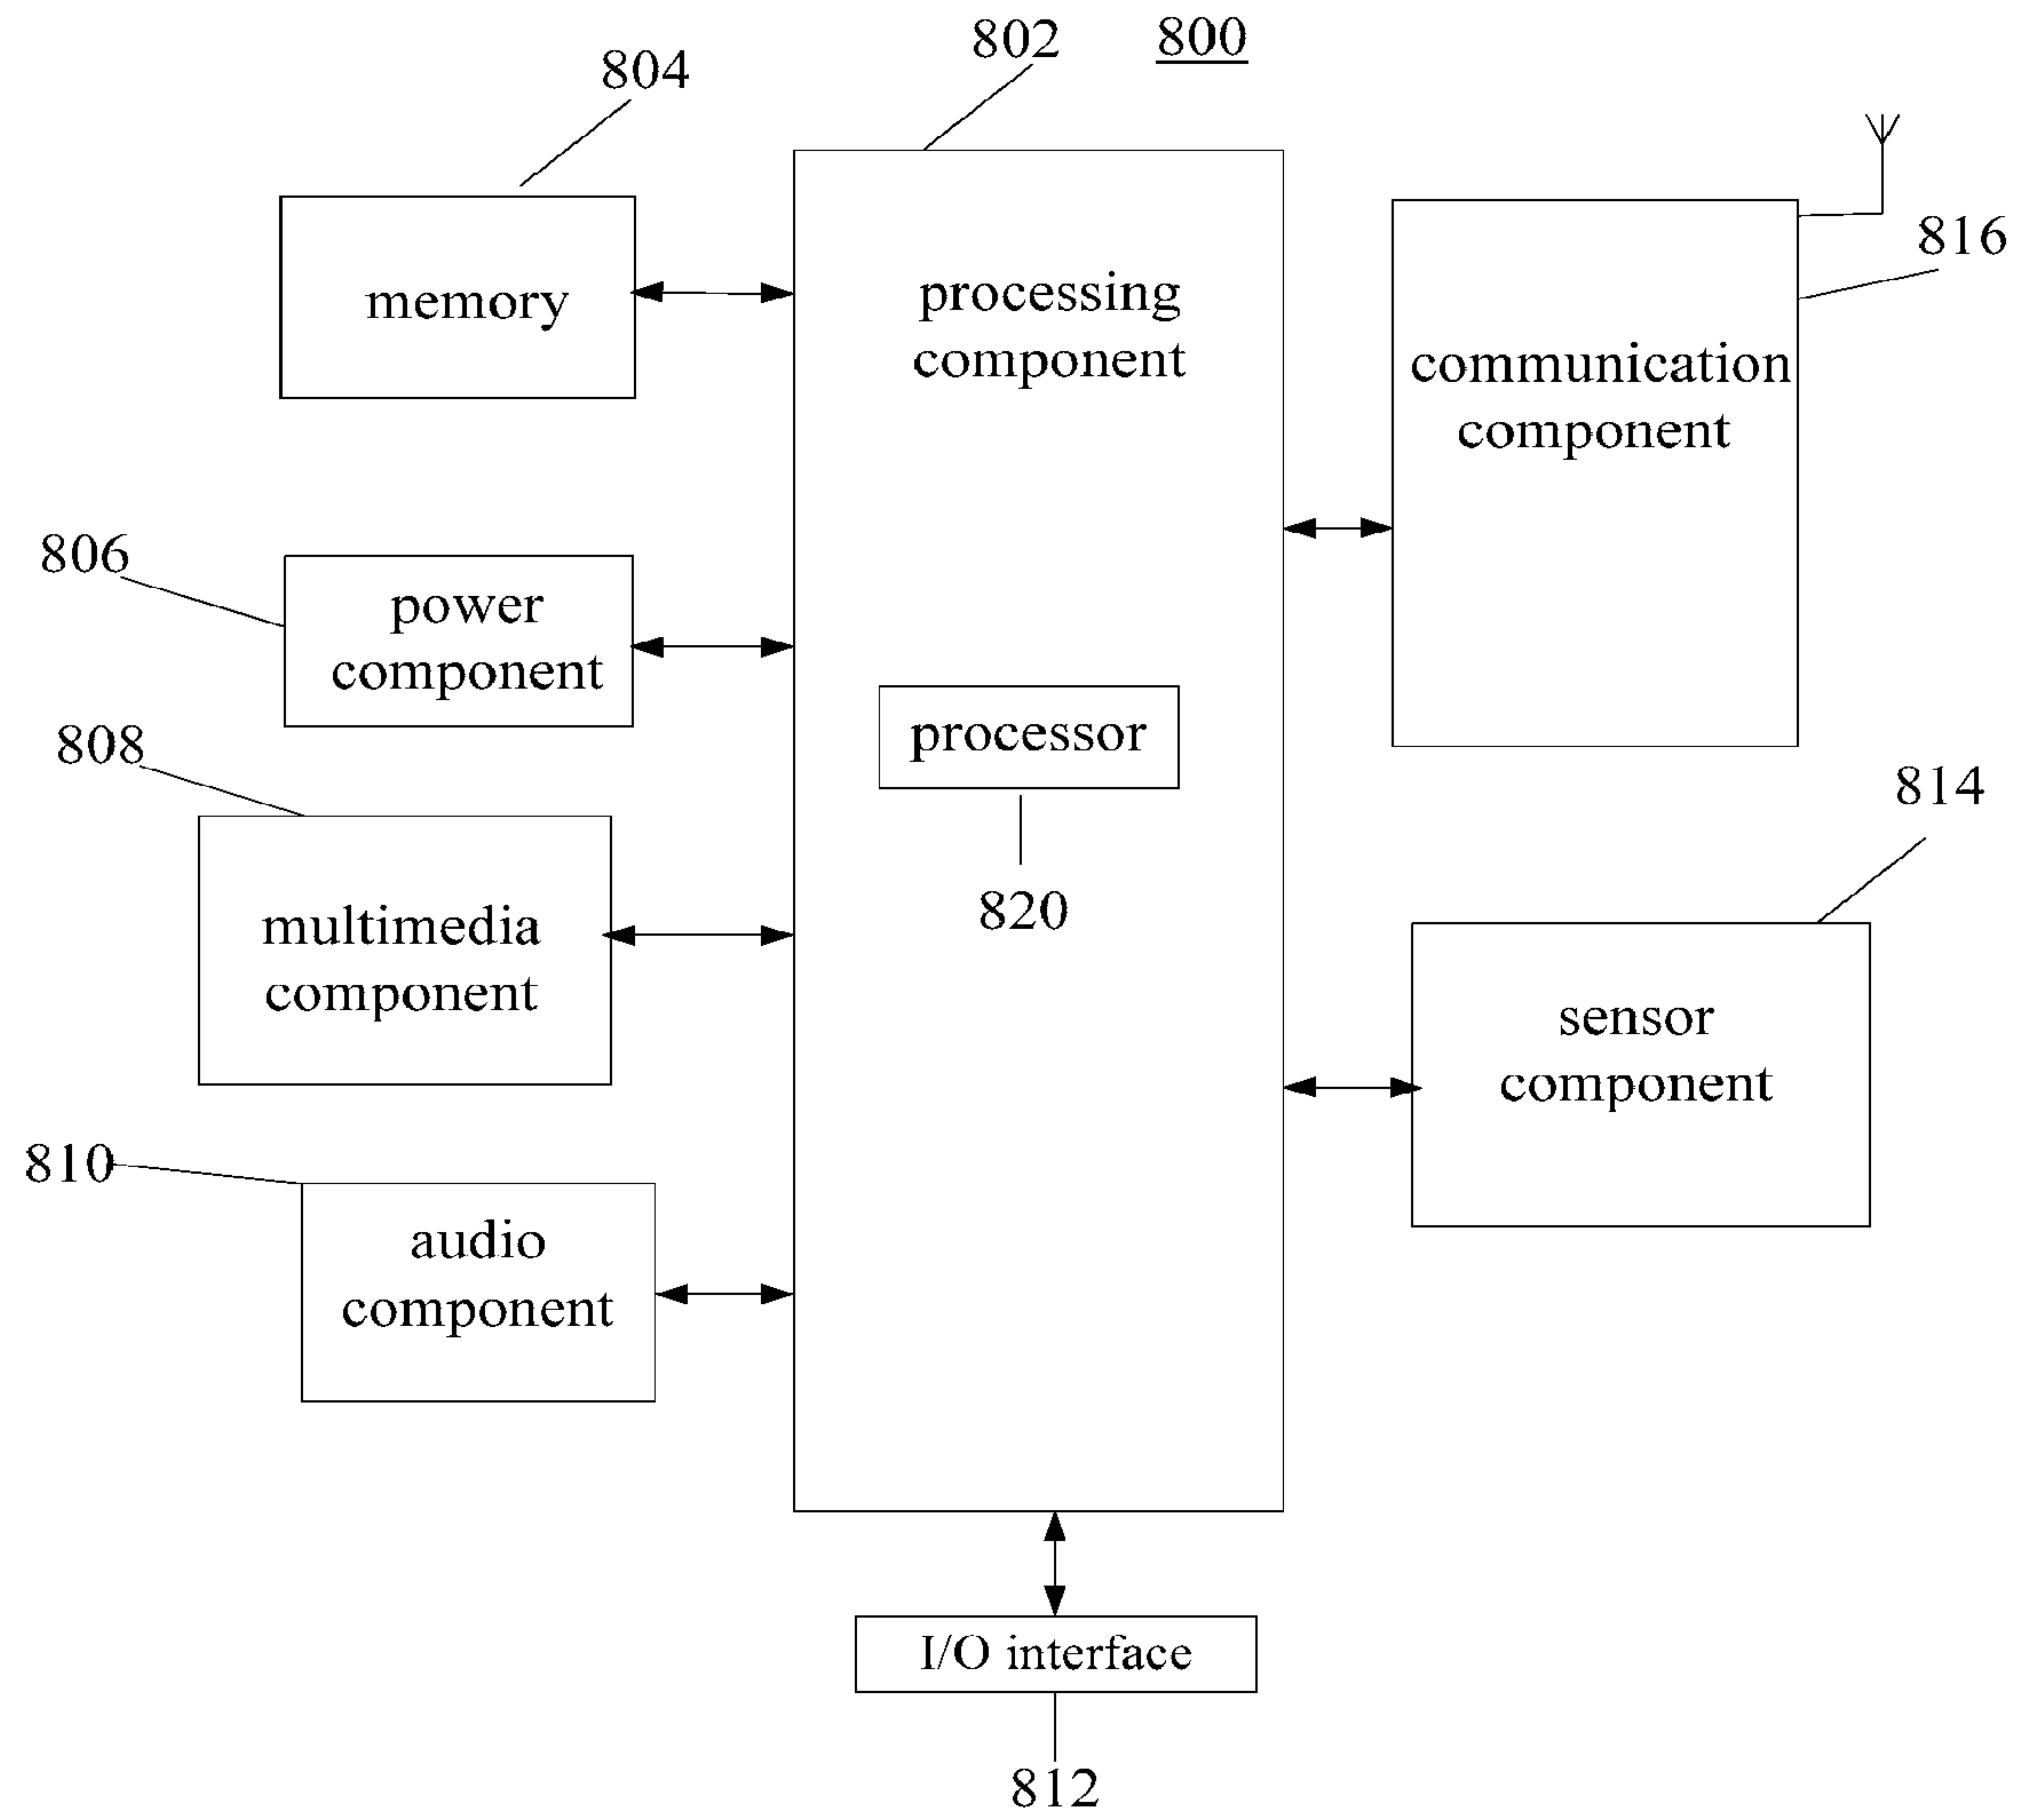 802
800
804
816
memory
processing
component
communication
component
806
power
component
808
processor
814
820
multimedia
component
sensor
component
810
audio
component
I/O interface
812